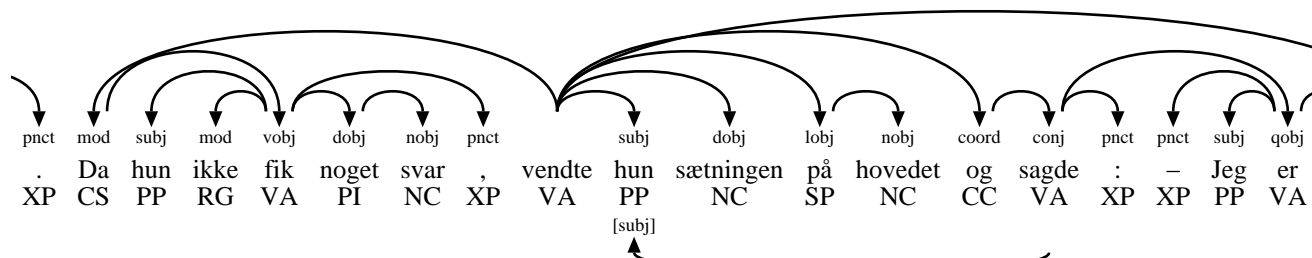 pnct mod subj mod vobj dobj nobj pnct subj dobj lobj nobj coord conj pnct pnct subj qobj
. Da hun ikke fik noget svar , vendte hun sætningen på hovedet og sagde : – Jeg er
XP CS PP RG VA PI NC XP VA PP NC SP NC CC VA XP XP PP VA
[subj]